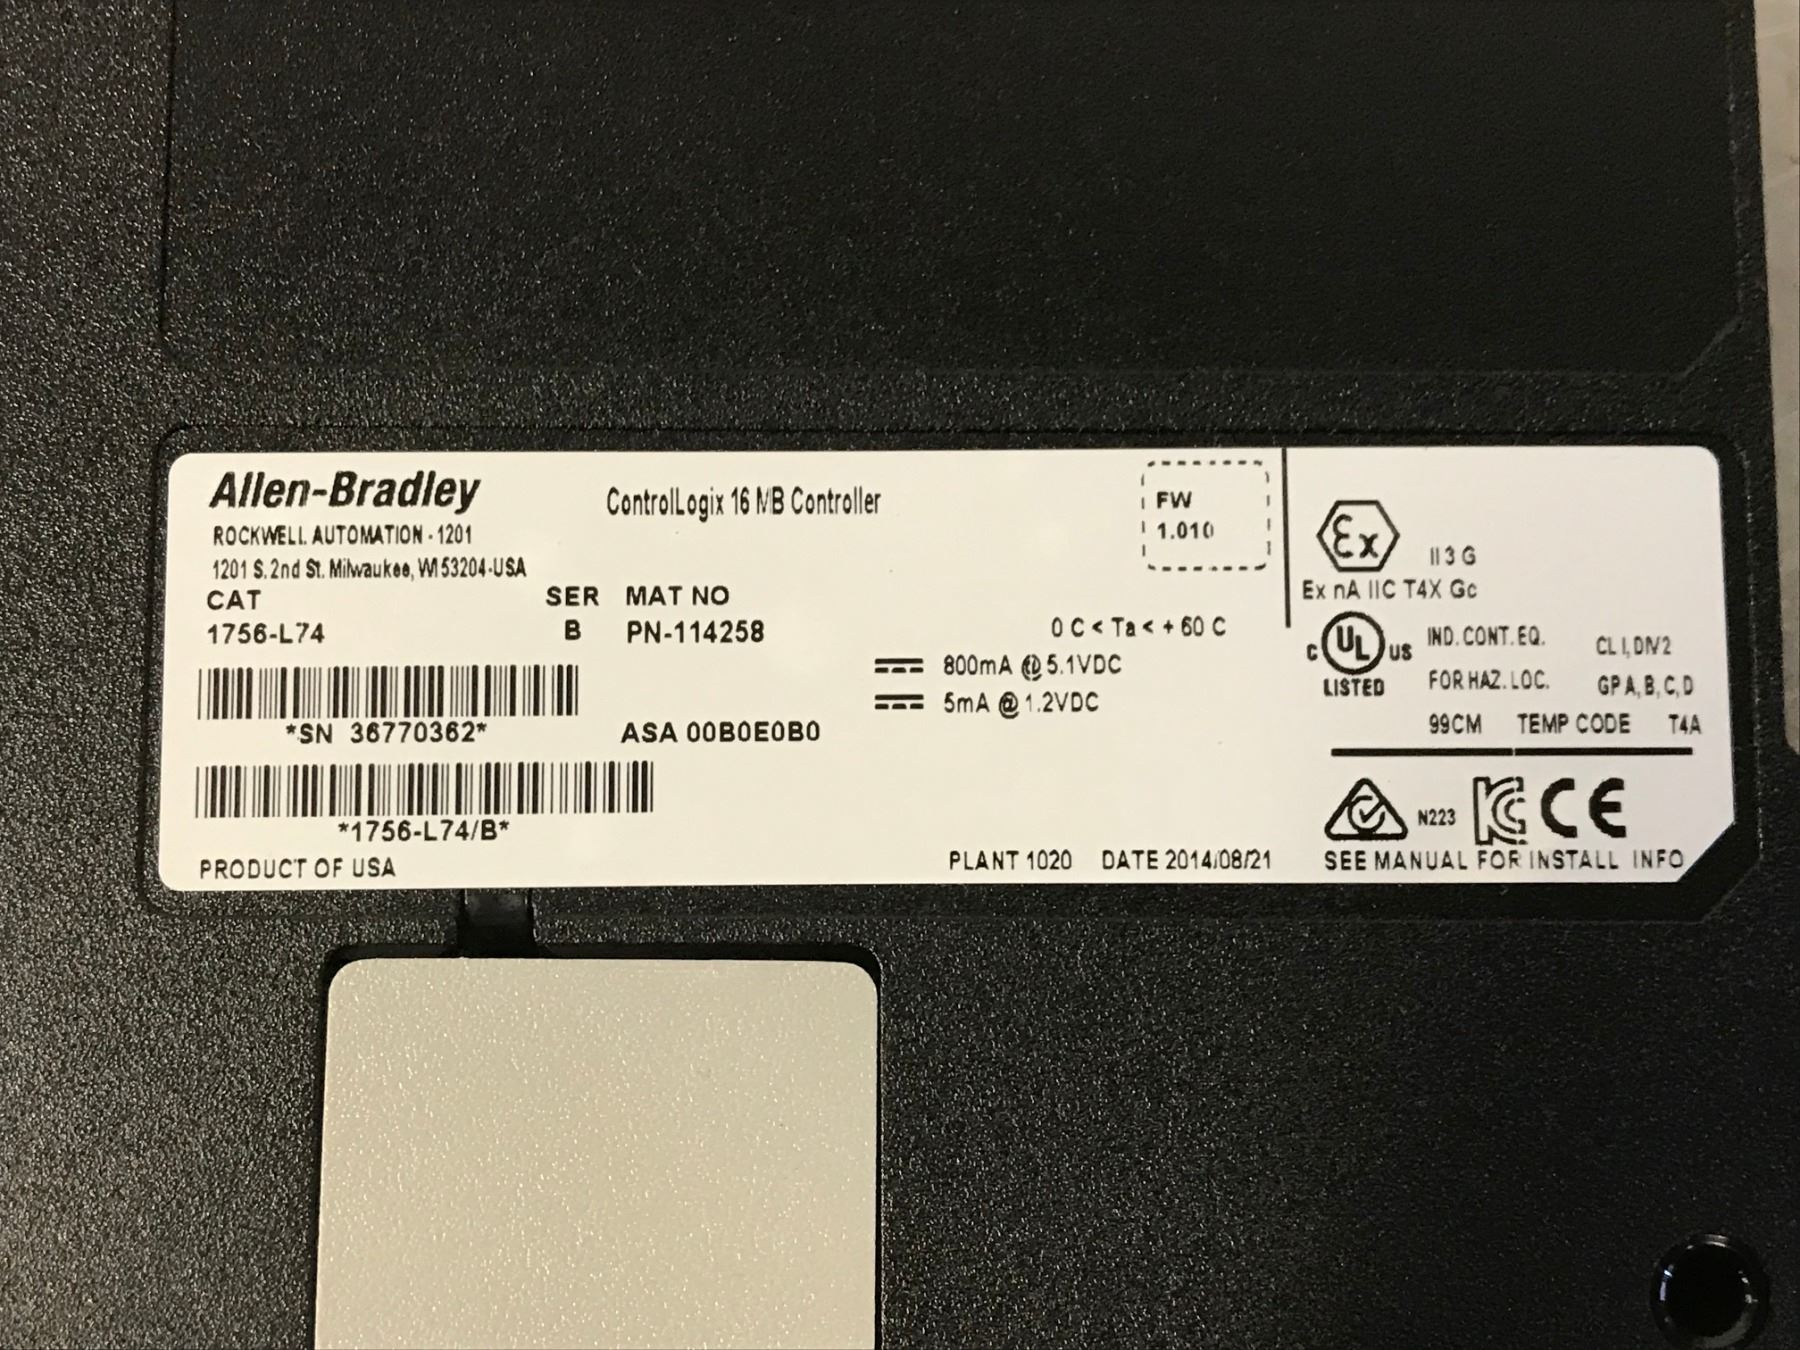 Allen-Bradley
ROCKWELL AUTOMATION - 1201
1201 S. 2nd St. Milwaukee, WI 53204-USA
ControlLogix 16 MB Controller
FW
1.010
CAT SER MAT NO
1756-L74 B PN-114258
0 C < Ta < + 60 C
800mA @ 5.1VDC
5mA @ 1.2VDC
*SN 36770362* ASA 00B0E0B0
*1756-L74/B*
PRODUCT OF USA
PLANT 1020 DATE 2014/08/21
Ex II 3 G
Ex nA IIC T4X Gc
C UL US LISTED
IND. CONT. EQ. CL I, DIV 2
FOR HAZ. LOC. GP A, B, C, D
99CM TEMP CODE T4A
N223 KC CE
SEE MANUAL FOR INSTALL INFO